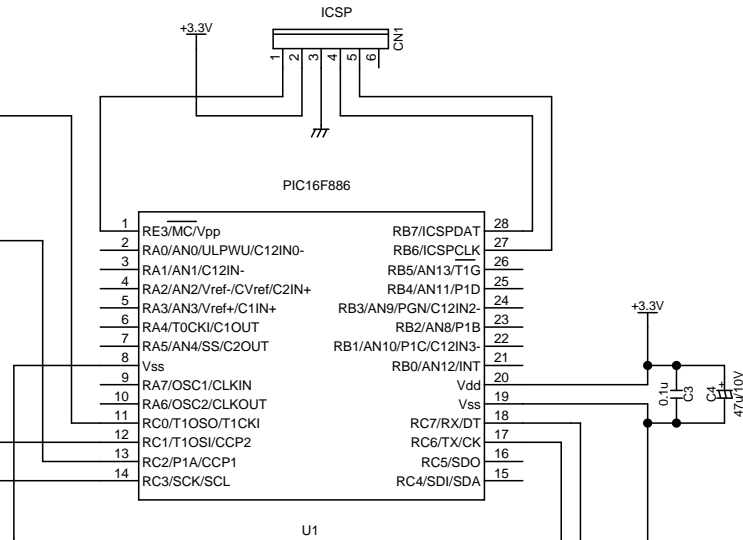 ICSP
+3.3V
CN1
1 2 3 4 5 6
PIC16F886
1 RE3/MC/Vpp RB7/ICSPDAT 28
2 RA0/AN0/ULPWU/C12IN0- RB6/ICSPCLK 27
3 RA1/AN1/C12IN- RB5/AN13/T1G 26
4 RA2/AN2/Vref-/CVref/C2IN+ RB4/AN11/P1D 25
5 RA3/AN3/Vref+/C1IN+ RB3/AN9/PGN/C12IN2- 24
6 RA4/T0CKI/C1OUT RB2/AN8/P1B 23
7 RA5/AN4/SS/C2OUT RB1/AN10/P1C/C12IN3- 22
8 Vss RB0/AN12/INT 21
9 RA7/OSC1/CLKIN Vdd 20
10 RA6/OSC2/CLKOUT Vss 19
11 RC0/T1OSO/T1CKI RC7/RX/DT 18
12 RC1/T1OSI/CCP2 RC6/TX/CK 17
13 RC2/P1A/CCP1 RC5/SDO 16
14 RC3/SCK/SCL RC4/SDI/SDA 15
U1
+3.3V
0.1u
C3
C4
+
47u/10V